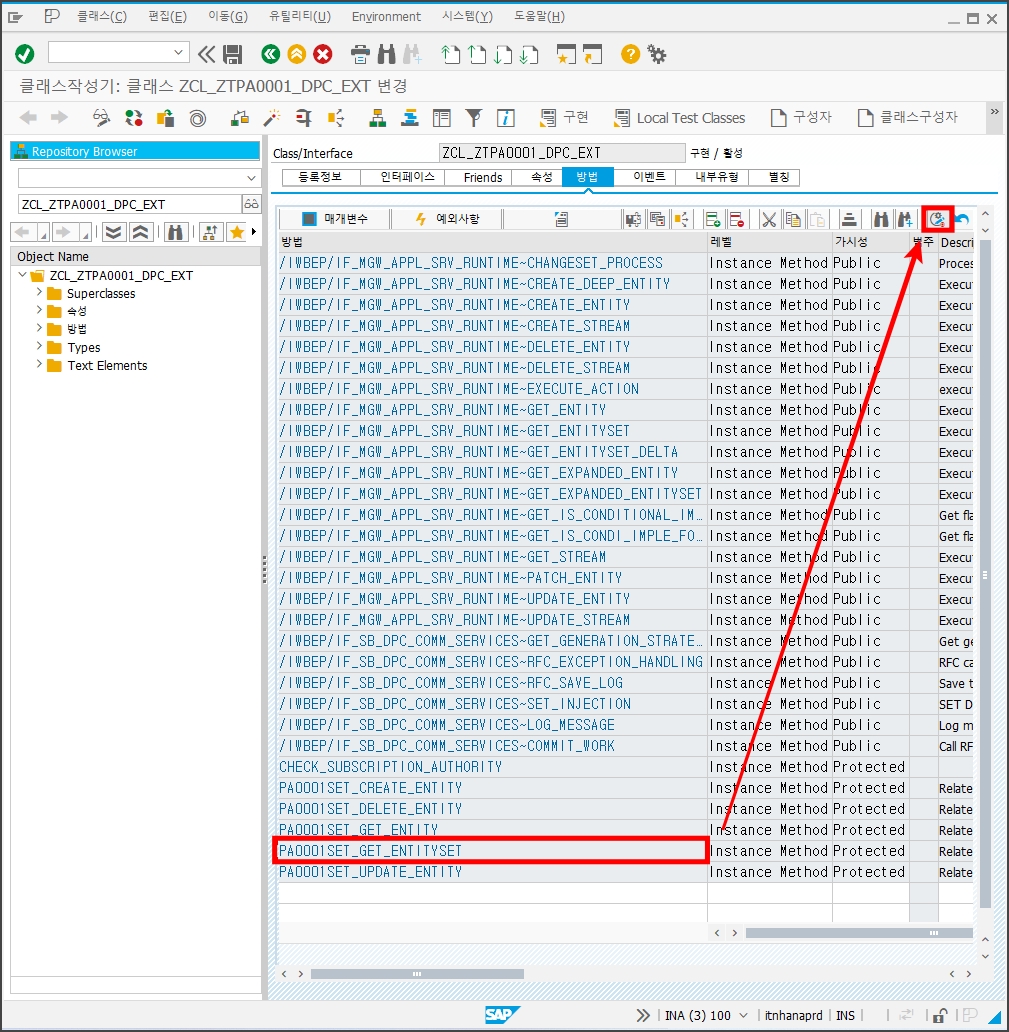 클래스(C) 편집(E) 이동(G) 유틸리티(U) Environment 시스템(Y) 도움말(H)
클래스작성기: 클래스 ZCL_ZTPA0001_DPC_EXT 변경
구현 Local Test Classes 구성자 클래스구성자
Repository Browser
ZCL_ZTPA0001_DPC_EXT
Object Name
ZCL_ZTPA0001_DPC_EXT
Superclasses
속성
방법
Types
Text Elements
Class/Interface ZCL_ZTPA0001_DPC_EXT 구현 / 활성
등록정보 인터페이스 Friends 속성 방법 이벤트 내부유형 별칭
매개변수 예외사항
방법 레벨 가시성 Descri
/IWBEP/IF_MGW_APPL_SRV_RUNTIME~CHANGESET_PROCESS Instance Method Public Proces
/IWBEP/IF_MGW_APPL_SRV_RUNTIME~CREATE_DEEP_ENTITY Instance Method Public Execut
/IWBEP/IF_MGW_APPL_SRV_RUNTIME~CREATE_ENTITY Instance Method Public Execut
/IWBEP/IF_MGW_APPL_SRV_RUNTIME~CREATE_STREAM Instance Method Public Execut
/IWBEP/IF_MGW_APPL_SRV_RUNTIME~DELETE_ENTITY Instance Method Public Execut
/IWBEP/IF_MGW_APPL_SRV_RUNTIME~DELETE_STREAM Instance Method Public Execut
/IWBEP/IF_MGW_APPL_SRV_RUNTIME~EXECUTE_ACTION Instance Method Public execut
/IWBEP/IF_MGW_APPL_SRV_RUNTIME~GET_ENTITY Instance Method Public Execut
/IWBEP/IF_MGW_APPL_SRV_RUNTIME~GET_ENTITYSET Instance Method Public Execut
/IWBEP/IF_MGW_APPL_SRV_RUNTIME~GET_ENTITYSET_DELTA Instance Method Public Execut
/IWBEP/IF_MGW_APPL_SRV_RUNTIME~GET_EXPANDED_ENTITY Instance Method Public Execut
/IWBEP/IF_MGW_APPL_SRV_RUNTIME~GET_EXPANDED_ENTITYSET Instance Method Public Execut
/IWBEP/IF_MGW_APPL_SRV_RUNTIME~GET_IS_CONDITIONAL_IM… Instance Method Public Get fla
/IWBEP/IF_MGW_APPL_SRV_RUNTIME~GET_IS_CONDI_IMPLE_FO… Instance Method Public Get fla
/IWBEP/IF_MGW_APPL_SRV_RUNTIME~GET_STREAM Instance Method Public Execut
/IWBEP/IF_MGW_APPL_SRV_RUNTIME~PATCH_ENTITY Instance Method Public Execut
/IWBEP/IF_MGW_APPL_SRV_RUNTIME~UPDATE_ENTITY Instance Method Public Execut
/IWBEP/IF_MGW_APPL_SRV_RUNTIME~UPDATE_STREAM Instance Method Public Execut
/IWBEP/IF_SB_DPC_COMM_SERVICES~GET_GENERATION_STRATE… Instance Method Public Get ge
/IWBEP/IF_SB_DPC_COMM_SERVICES~RFC_EXCEPTION_HANDLING Instance Method Public RFC ca
/IWBEP/IF_SB_DPC_COMM_SERVICES~RFC_SAVE_LOG Instance Method Public Save t
/IWBEP/IF_SB_DPC_COMM_SERVICES~SET_INJECTION Instance Method Public SET D
/IWBEP/IF_SB_DPC_COMM_SERVICES~LOG_MESSAGE Instance Method Public Log m
/IWBEP/IF_SB_DPC_COMM_SERVICES~COMMIT_WORK Instance Method Public Call RF
CHECK_SUBSCRIPTION_AUTHORITY Instance Method Protected
PA0001SET_CREATE_ENTITY Instance Method Protected Relate
PA0001SET_DELETE_ENTITY Instance Method Protected Relate
PA0001SET_GET_ENTITY Instance Method Protected Relate
PA0001SET_GET_ENTITYSET Instance Method Protected Relate
PA0001SET_UPDATE_ENTITY Instance Method Protected Relate
SAP INA (3) 100 itnhanaprd INS